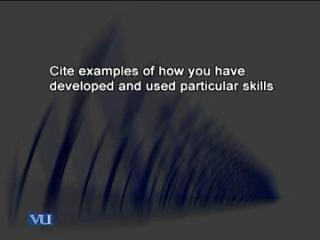 Cite examples of how you have
developed and used particular skills
VU